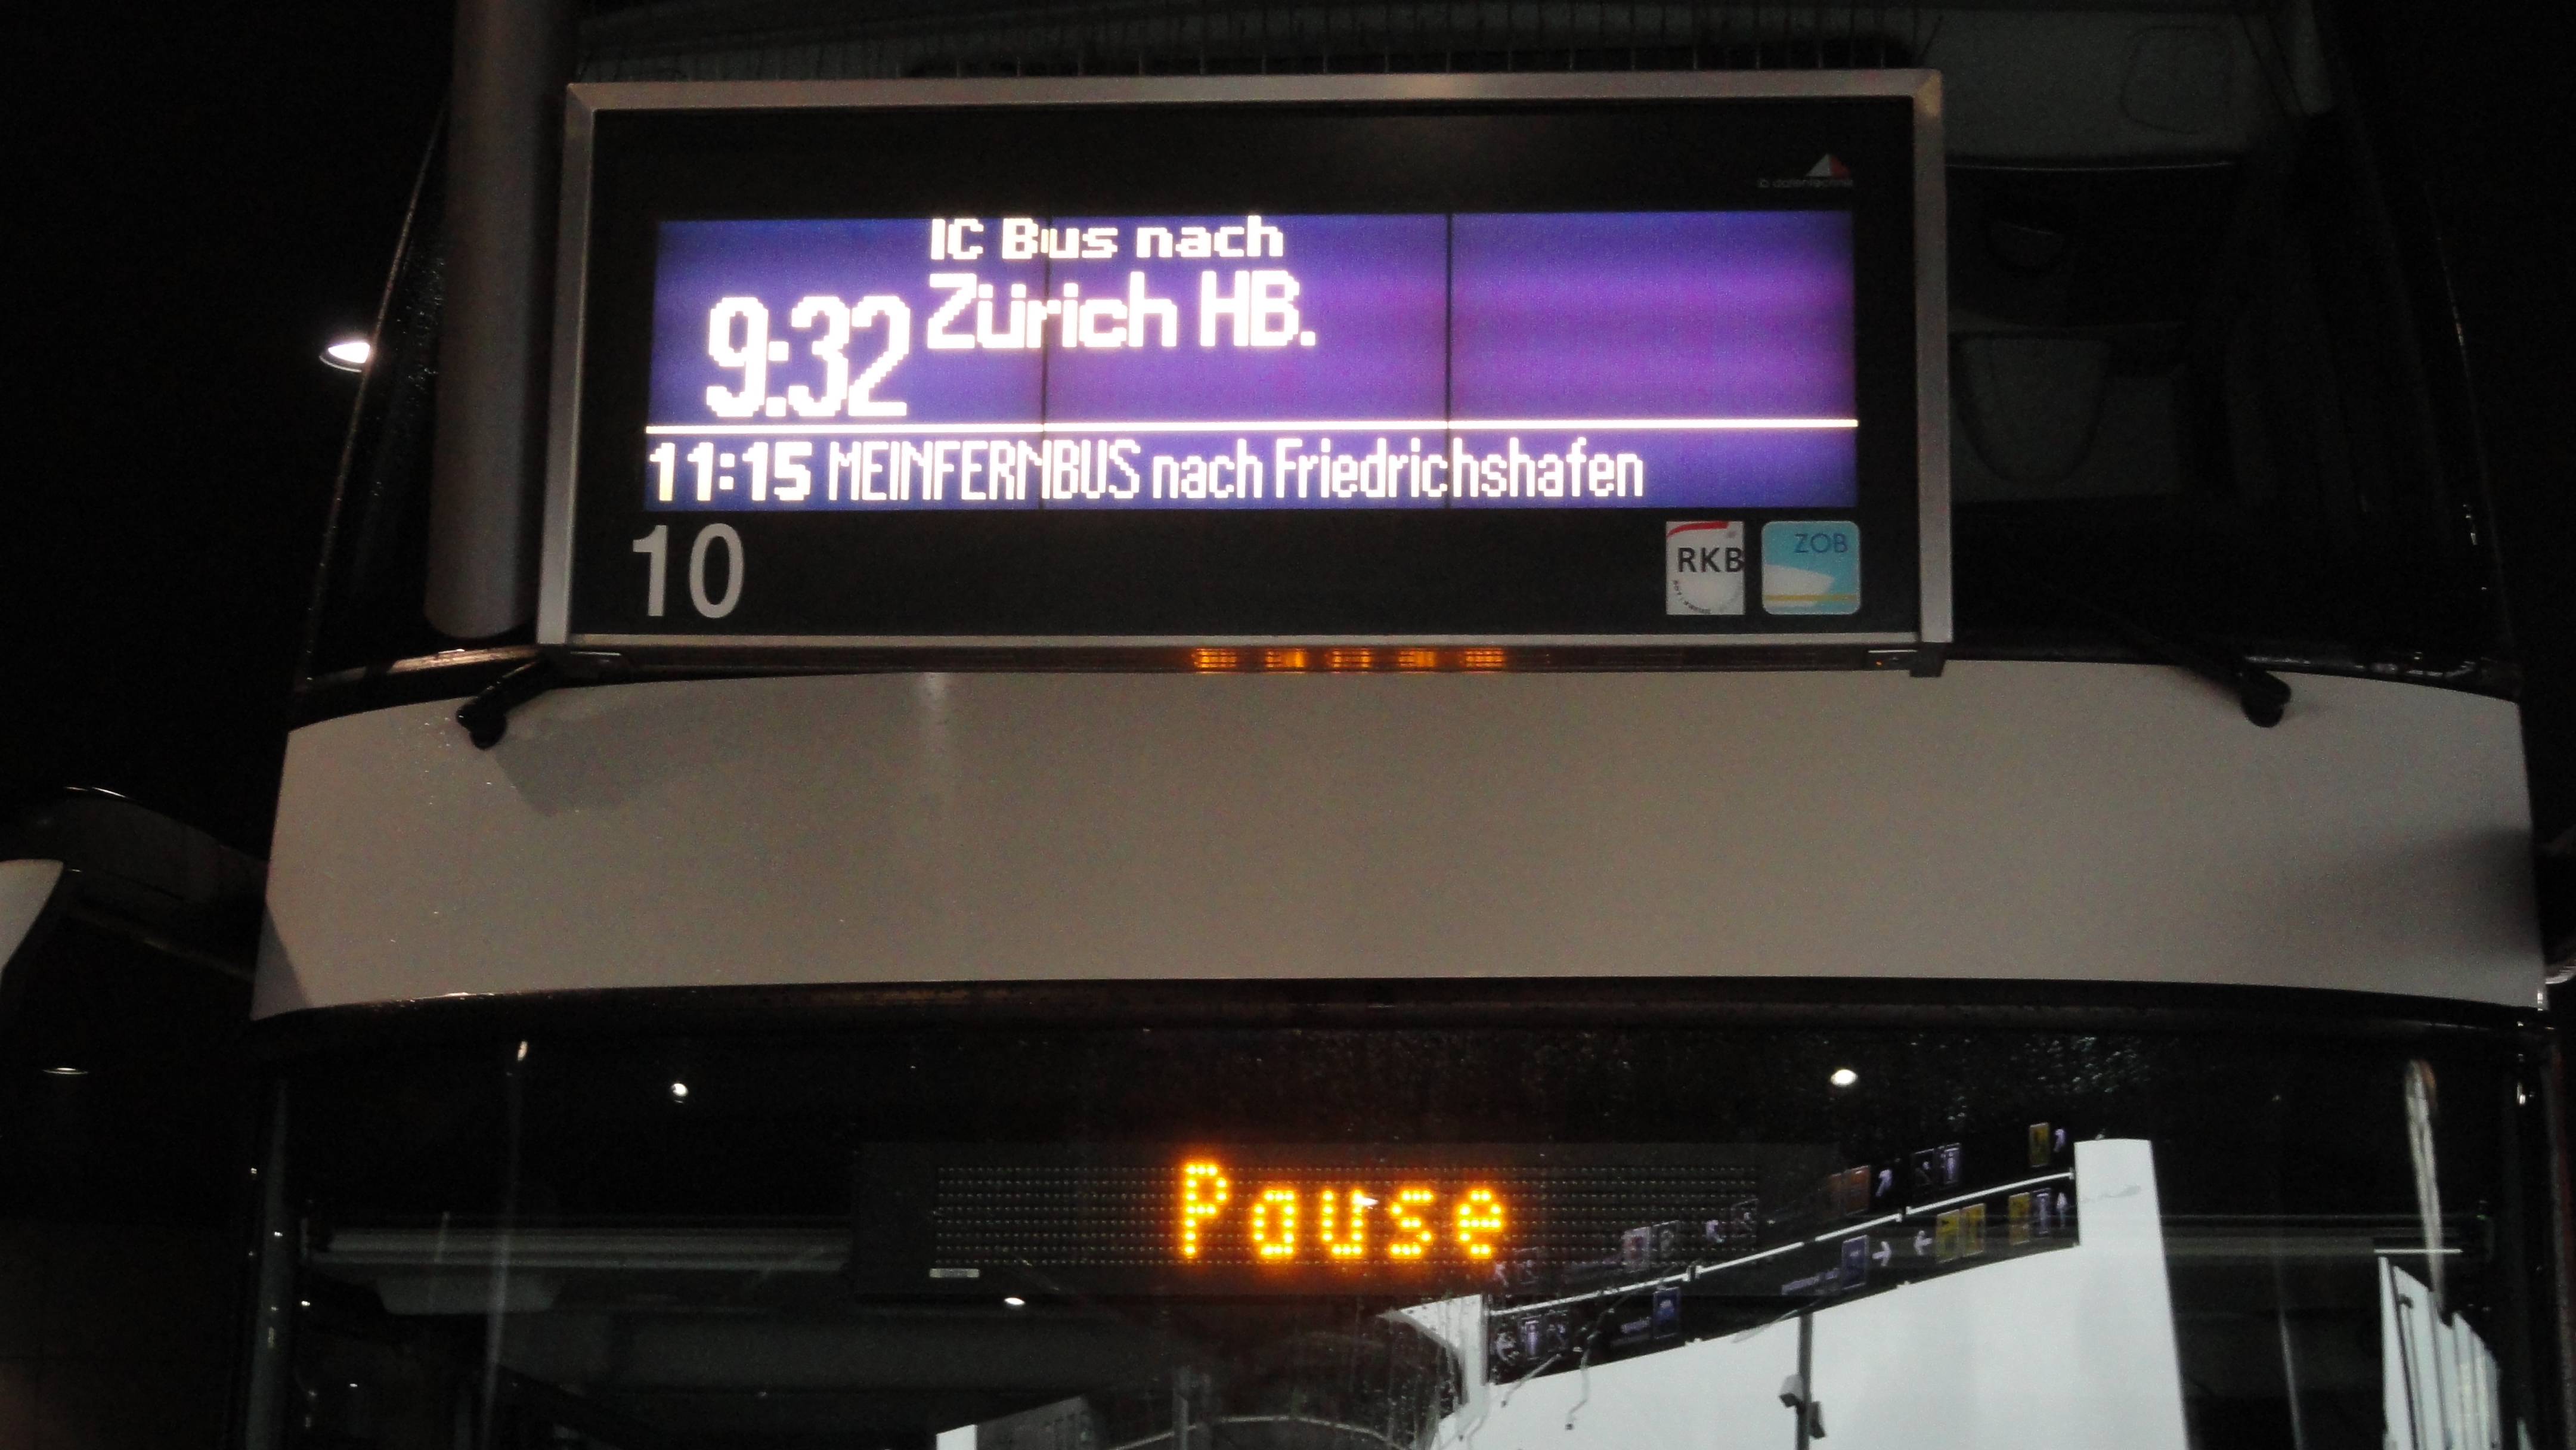 IC Bus nach
9:32 Zürich HB.
11:15 MEINFERNBUS nach Friedrichshafen
10
RKB
ZOB
Pause